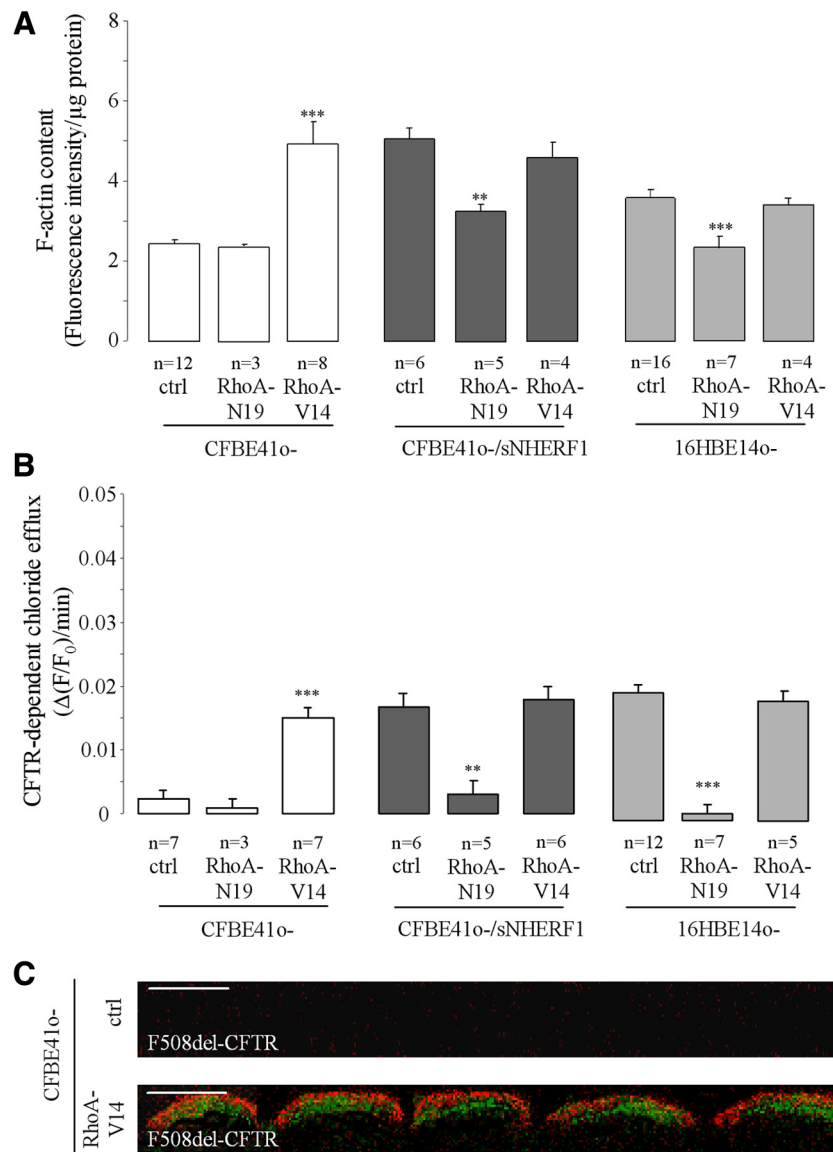 A
F-actin content
(Fluorescence intensity/µg protein)
8
6
4
2
0
***
**
***
n=12 n=3 n=8 n=6 n=5 n=4 n=16 n=7 n=4
ctrl RhoA- RhoA- ctrl RhoA- RhoA- ctrl RhoA- RhoA-
N19 V14 N19 V14 N19 V14
CFBE41o- CFBE41o-/sNHERF1 16HBE14o-
B
CFTR-dependent chloride efflux
(Δ(F/F0)/min)
0.05
0.04
0.03
0.02
0.01
0
***
**
***
n=7 n=3 n=7 n=6 n=5 n=6 n=12 n=7 n=5
ctrl RhoA- RhoA- ctrl RhoA- RhoA- ctrl RhoA- RhoA-
N19 V14 N19 V14 N19 V14
CFBE41o- CFBE41o-/sNHERF1 16HBE14o-
C
CFBE41o-
ctrl
F508del-CFTR
RhoA-
V14
F508del-CFTR